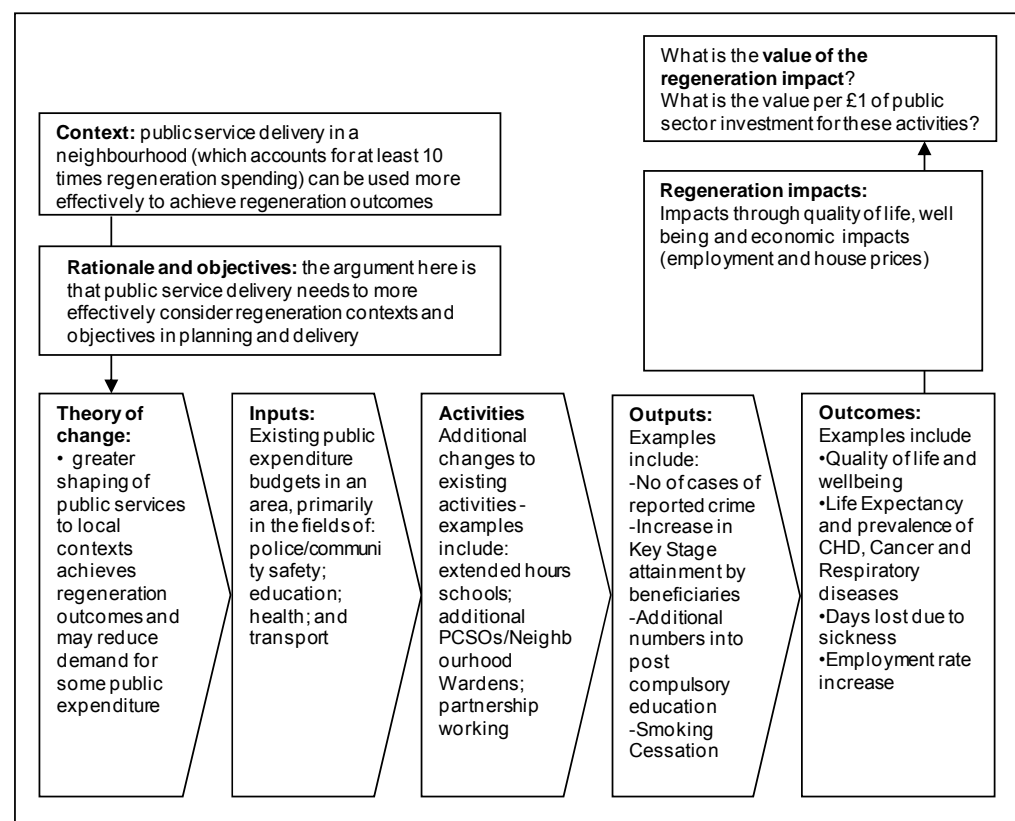 Context: public service delivery in a
neighbourhood (which accounts for at least 10
times regeneration spending) can be used more
effectively to achieve regeneration outcomes
Rationale and objectives: the argument here is
that public service delivery needs to more
effectively consider regeneration contexts and
objectives in planning and delivery
Theory of
change:
• greater
shaping of
public services
to local
contexts
achieves
regeneration
outcomes and
may reduce
demand for
some public
expenditure
Inputs:
Existing public
expenditure
budgets in an
area, primarily
in the fields of:
police/communi
ty safety;
education;
health; and
transport
Activities
Additional
changes to
existing
activities -
examples
include:
extended hours
schools;
additional
PCSOs/Neighb
ourhood
Wardens;
partnership
working
Outputs:
Examples
include:
-No of cases of
reported crime
-Increase in
Key Stage
attainment by
beneficiaries
-Additional
numbers into
post
compulsory
education
-Smoking
Cessation
Outcomes:
Examples include
•Quality of life and
wellbeing
•Life Expectancy
and prevalence of
CHD, Cancer and
Respiratory
diseases
•Days lost due to
sickness
•Employment rate
increase
Regeneration impacts:
Impacts through quality of life, well
being and economic impacts
(employment and house prices)
What is the value of the
regeneration impact?
What is the value per £1 of public
sector investment for these activities?